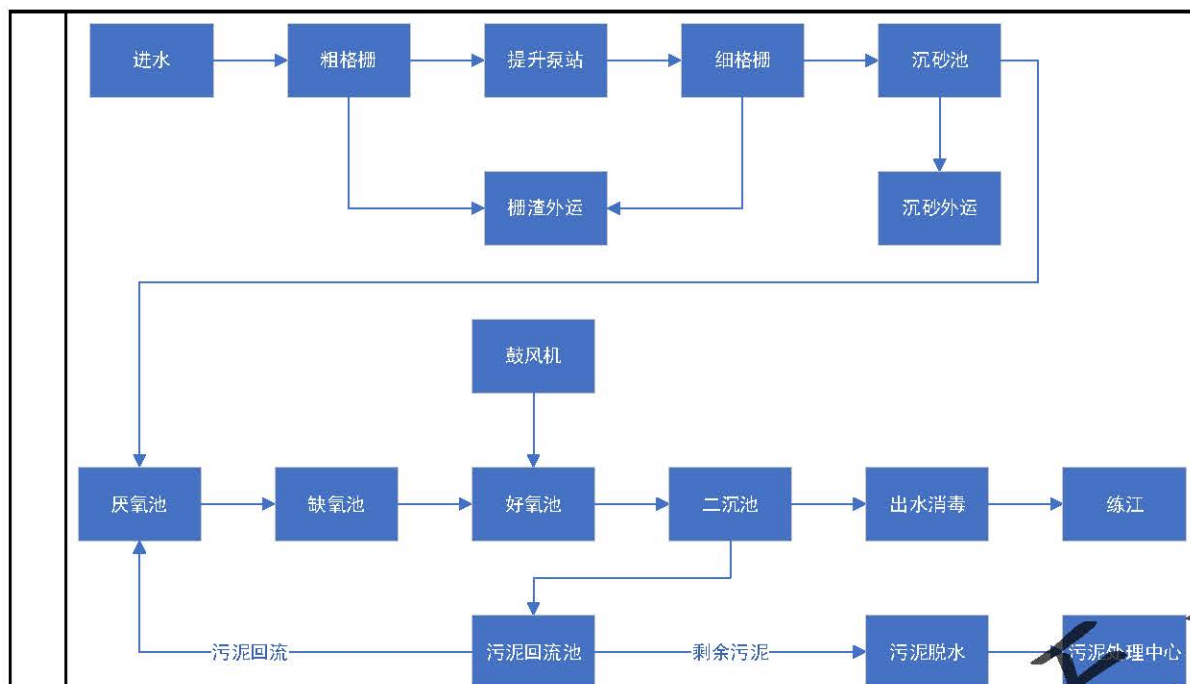 进水
粗格栅
提升泵站
细格栅
沉砂池
栅渣外运
沉砂外运
鼓风机
厌氧池
缺氧池
好氧池
二沉池
出水消毒
练江
污泥回流
污泥回流池
剩余污泥
污泥脱水
污泥处理中心